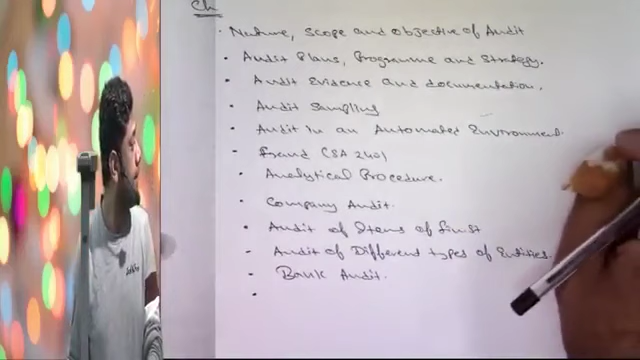 Ch
Nature, Scope and objective of Audit
Audit Plans, Programme and Strategy.
Audit Evidence and documentation.
Audit Sampling
Audit In an Automated Environment.
Fraud (SA 240)
Analytical Procedure.
Company Audit.
Audit of Items of finst
Audit of Different types of Entities.
Bank Audit.